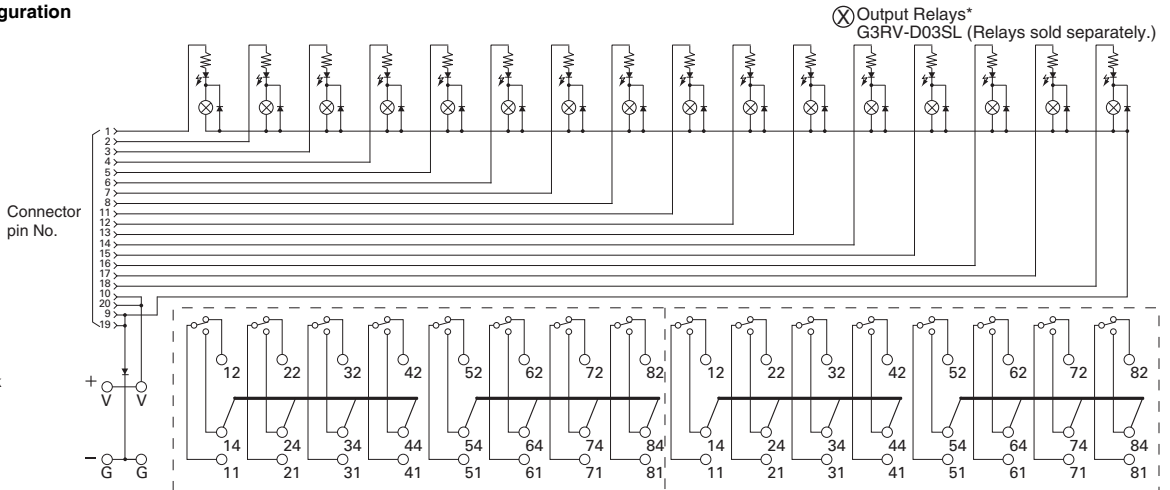 guration
Output Relays*
G3RV-D03SL (Relays sold separately.)
1
2
3
4
5
6
7
8
11
12
13
14
15
16
17
18
10
20
9
19
Connector
pin No.
12 22 32 42 52 62 72 82 12 22 32 42 52 62 72 82
+
V V
14 24 34 44 54 64 74 84 14 24 34 44 54 64 74 84
−
G G
11 21 31 41 51 61 71 81 11 21 31 41 51 61 71 81